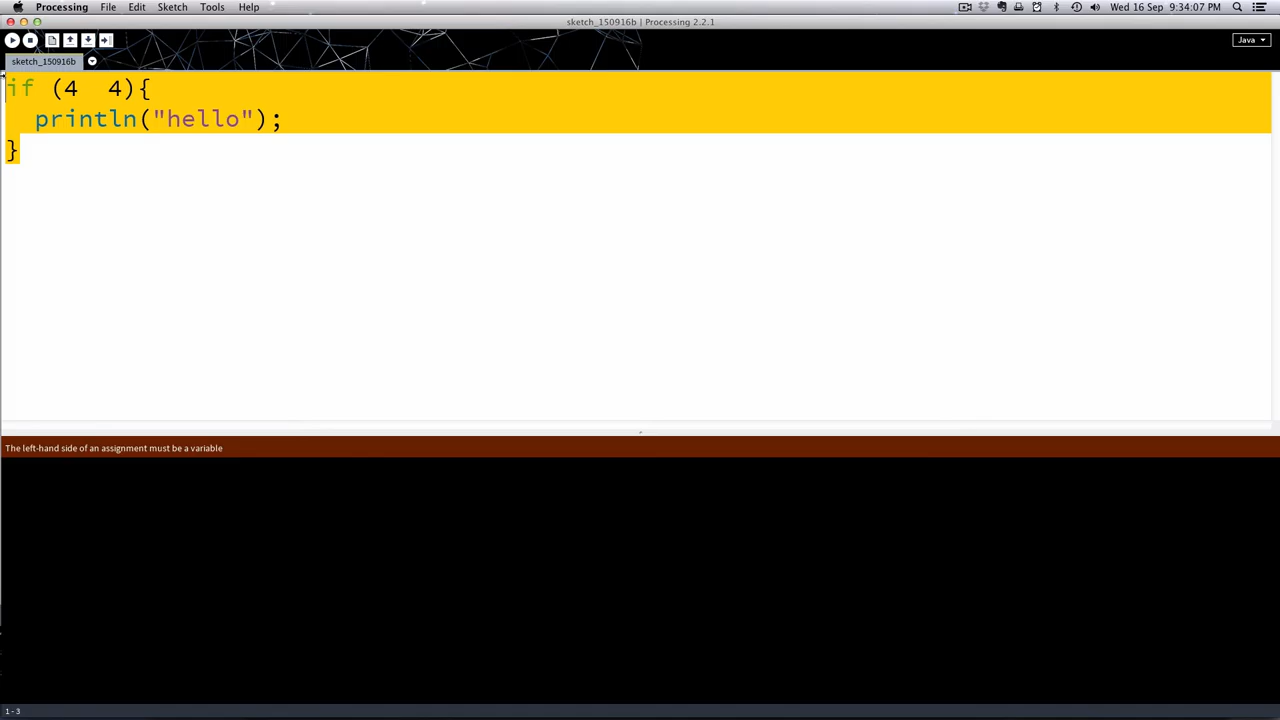 Processing File Edit Sketch Tools Help Wed 16 Sep 9:34:07 PM
sketch_150916b | Processing 2.2.1
Java
sketch_150916b
if (4  4){
  println("hello");
}
The left-hand side of an assignment must be a variable
1 - 3